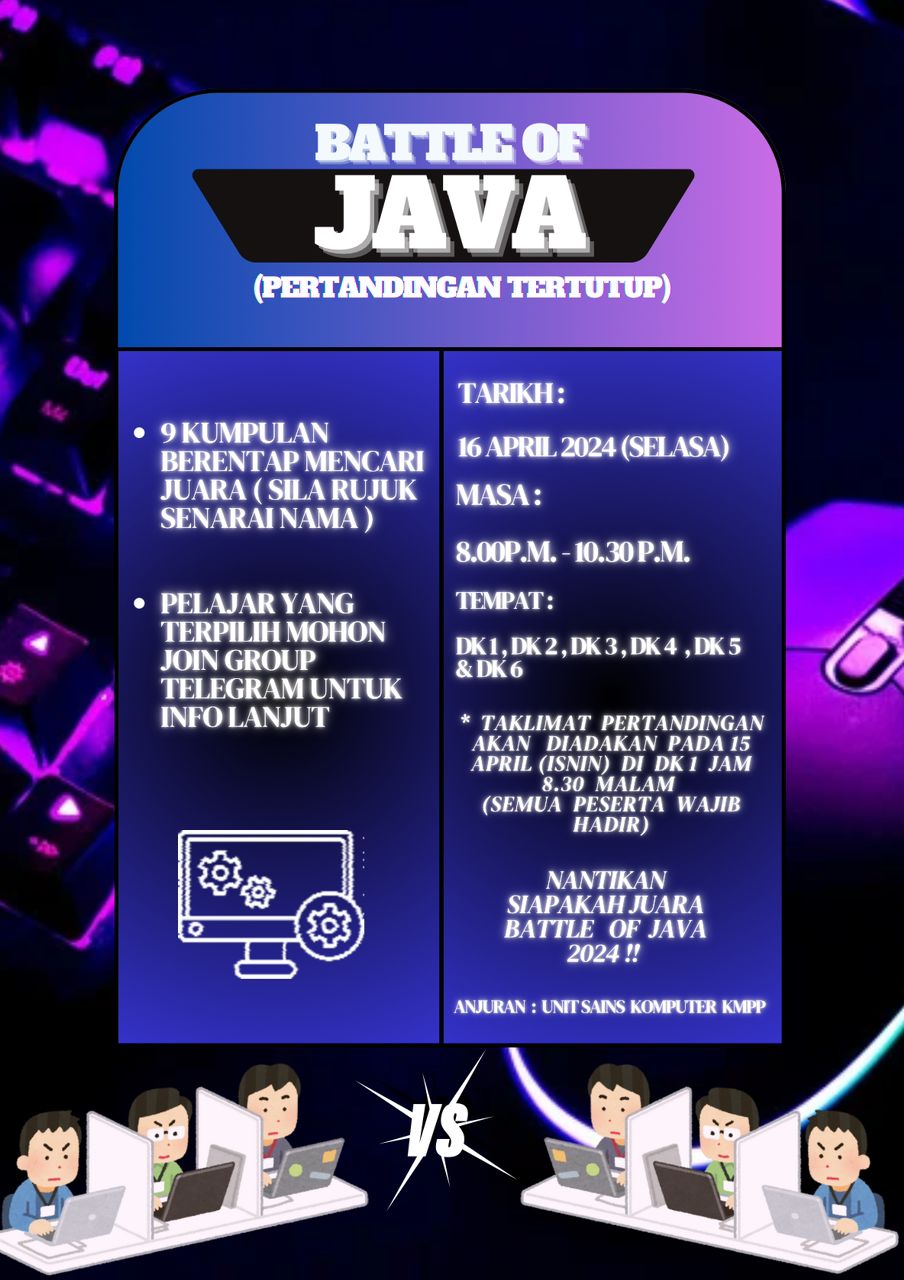 BATTLE OF
JAVA
(PERTANDINGAN TERTUTUP)
9 KUMPULAN
BERENTAP MENCARI
JUARA ( SILA RUJUK
SENARAI NAMA )
PELAJAR YANG
TERPILIH MOHON
JOIN GROUP
TELEGRAM UNTUK
INFO LANJUT
TARIKH :
16 APRIL 2024 (SELASA)
MASA :
8.00P.M. - 10.30 P.M.
TEMPAT :
DK 1 , DK 2 , DK 3 , DK 4 , DK 5
& DK 6
* TAKLIMAT PERTANDINGAN
AKAN DIADAKAN PADA 15
APRIL (ISNIN) DI DK 1 JAM
8.30 MALAM
(SEMUA PESERTA WAJIB
HADIR)
NANTIKAN
SIAPAKAH JUARA
BATTLE OF JAVA
2024 !!
ANJURAN : UNIT SAINS KOMPUTER KMPP
VS